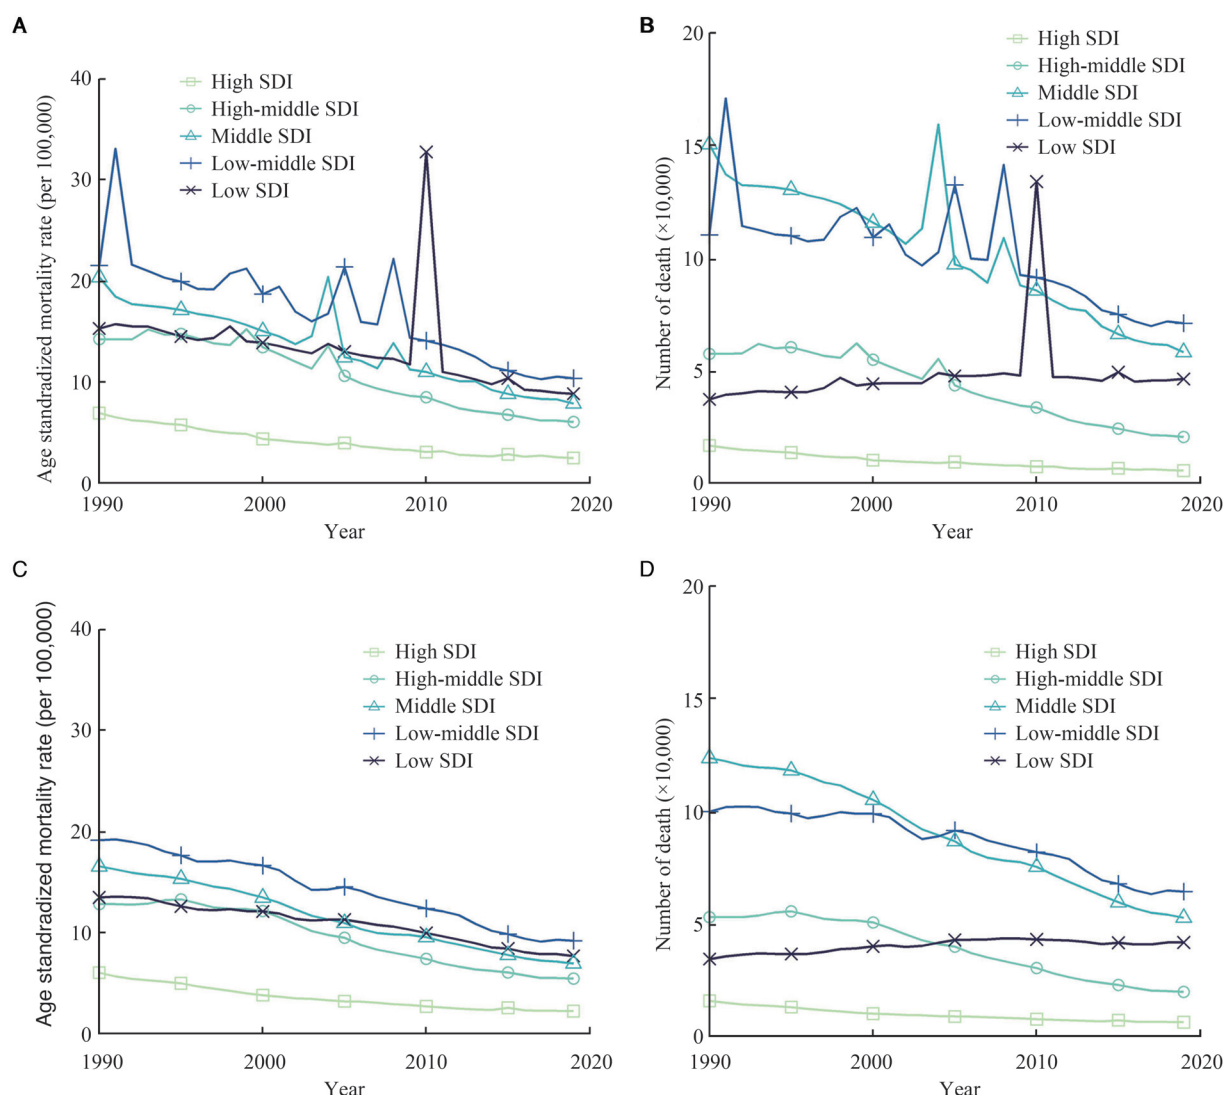 A
Age standradized mortality rate (per 100,000)
40
30
20
10
0
High SDI
High-middle SDI
Middle SDI
Low-middle SDI
Low SDI
1990
2000
2010
2020
Year
B
Number of death (×10,000)
20
15
10
5
0
High SDI
High-middle SDI
Middle SDI
Low-middle SDI
Low SDI
1990
2000
2010
2020
Year
C
Age standradized mortality rate (per 100,000)
40
30
20
10
0
High SDI
High-middle SDI
Middle SDI
Low-middle SDI
Low SDI
1990
2000
2010
2020
Year
D
Number of death (×10,000)
20
15
10
5
0
High SDI
High-middle SDI
Middle SDI
Low-middle SDI
Low SDI
1990
2000
2010
2020
Year